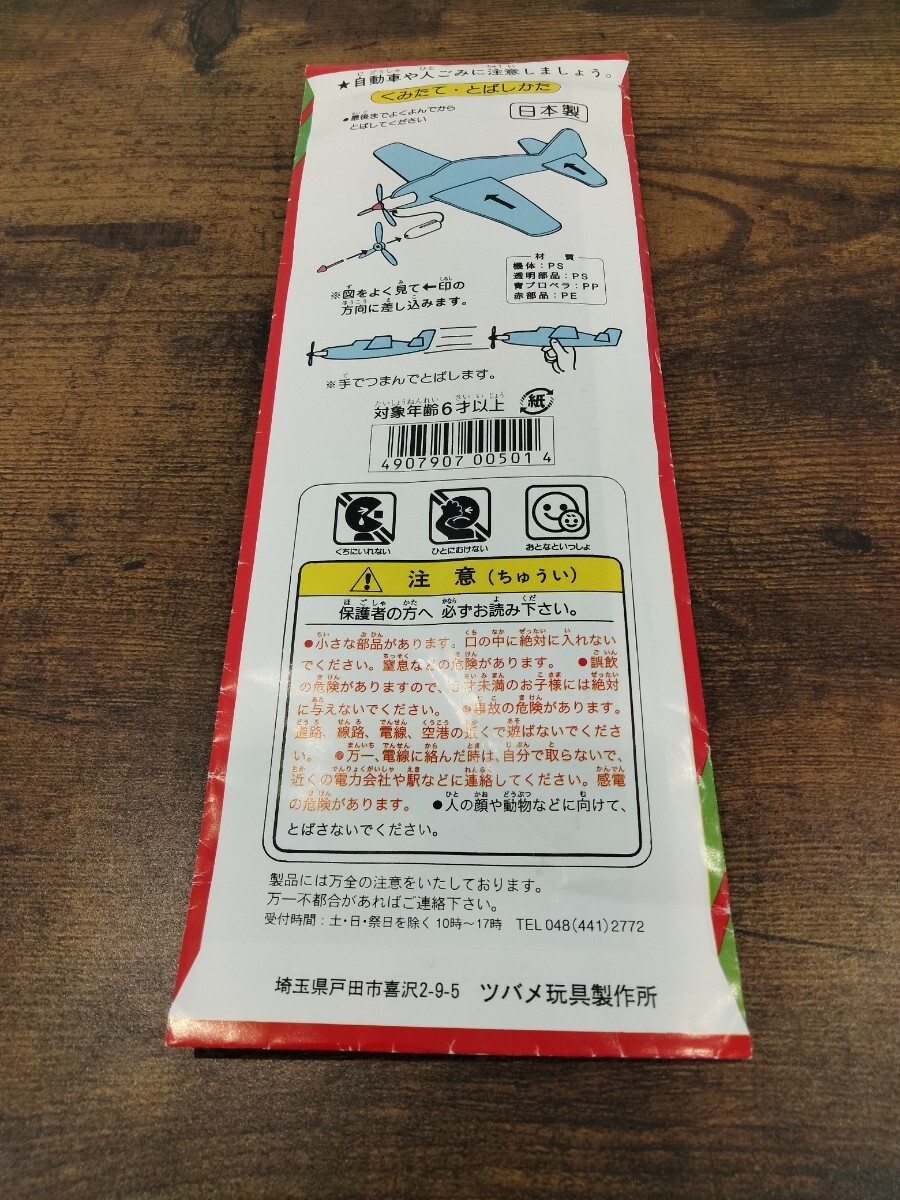 ★自動車や人ごみに注意しましょう。
くみたて・とばしかた
●最後までよくよんでから
とばしてください
日本製
材質
機体：PS
透明部品：PS
青プロペラ：PP
赤部品：PE
※図をよく見て←印の
方向に差し込みます。
※手でつまんでとばします。
対象年齢6才以上
紙
4907907 00501 4
くちにいれない
ひとにむけない
おとなといっしょ
注 意 (ちゅうい)
保護者の方へ 必ずお読み下さい。
●小さな部品があります。口の中に絶対に入れない
でください。窒息などの危険があります。 ●誤飲
の危険がありますので、才未満のお子様には絶対
に与えないでください。 ●事故の危険があります。
道路、線路、電線、空港の近くで遊ばないでくださ
い。 ●万一、電線に絡んだ時は、自分で取らないで、
近くの電力会社や駅などに連絡してください。感電
の危険があります。 ●人の顔や動物などに向けて、
とばさないでください。
製品には万全の注意をいたしております。
万一不都合があればご連絡下さい。
受付時間：土・日・祭日を除く 10時～17時 TEL 048(441)2772
埼玉県戸田市喜沢2-9-5 ツバメ玩具製作所